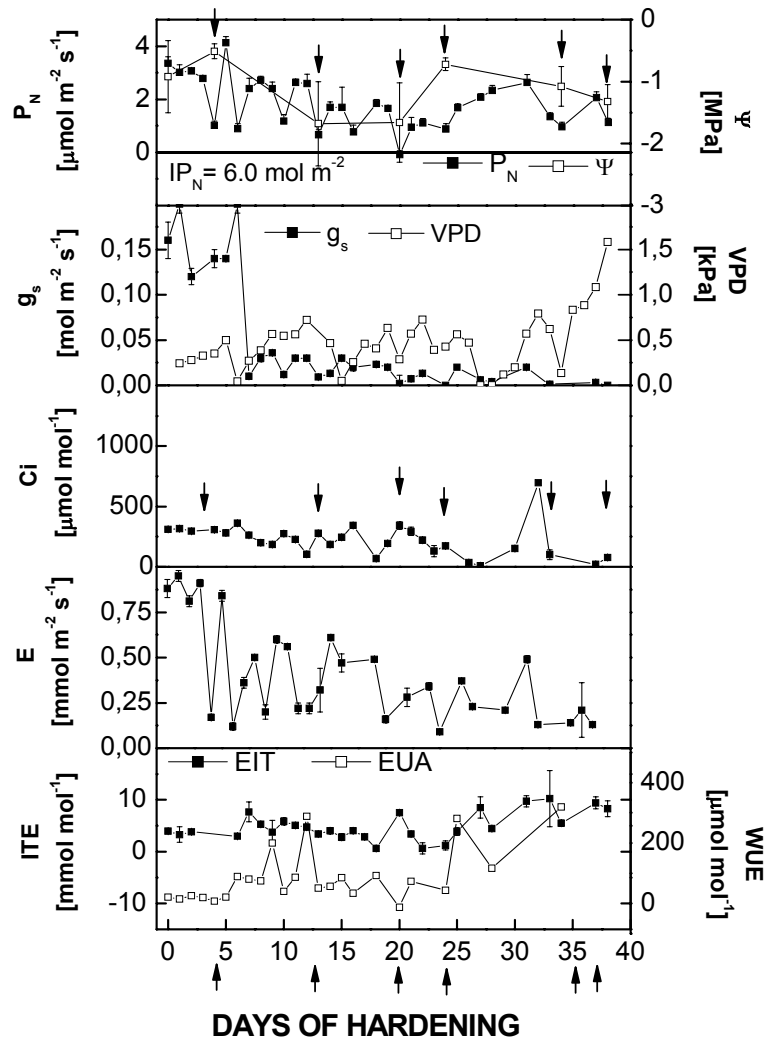 P_N
[μmol m⁻² s⁻¹]
4
2
0
0
-1
-2
-3
Ψ
[MPa]
IP_N= 6.0 mol m⁻²
P_N
Ψ
g_s
[mol m⁻² s⁻¹]
0,15
0,10
0,05
0,00
g_s
VPD
1,5
1,0
0,5
0,0
VPD
[kPa]
Ci
[μmol mol⁻¹]
1000
500
0
E
[mmol m⁻² s⁻¹]
0,75
0,50
0,25
0,00
EIT
EUA
ITE
[mmol mol⁻¹]
10
0
-10
400
200
0
WUE
[μmol mol⁻¹]
0 5 10 15 20 25 30 35 40
DAYS OF HARDENING